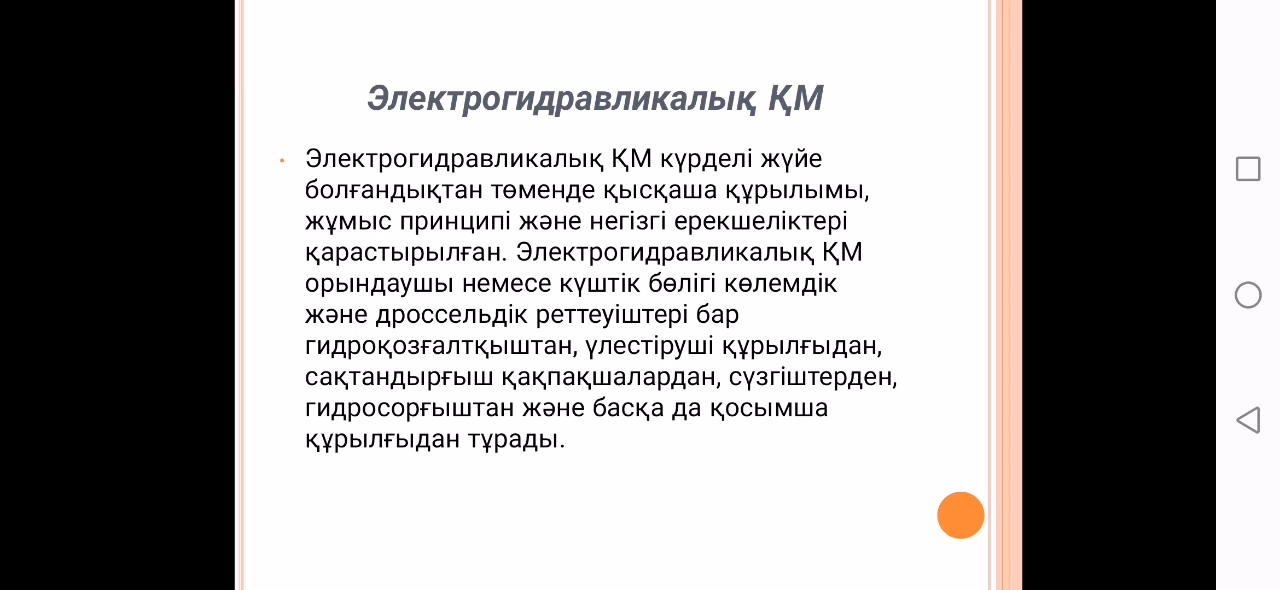 Электрогидравликалық ҚМ
Электрогидравликалық ҚМ күрделі жүйе
болғандықтан төменде қысқаша құрылымы,
жұмыс принципі және негізгі ерекшеліктері
қарастырылған. Электрогидравликалық ҚМ
орындаушы немесе күштік бөлігі көлемдік
және дроссельдік реттеуіштері бар
гидроқозғалтқыштан, үлестіруші құрылғыдан,
сақтандырғыш қақпақшалардан, сүзгіштерден,
гидросорғыштан және басқа да қосымша
құрылғыдан тұрады.